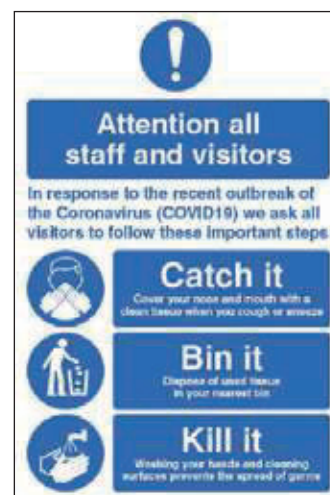 Attention all
staff and visitors
In response to the recent outbreak of
the Coronavirus (COVID19) we ask all
visitors to follow these important steps
Catch it
Cover your nose and mouth with a
clean tissue when you cough or sneeze
Bin it
Dispose of used tissue
in your nearest bin
Kill it
Washing your hands and cleaning
surfaces prevents the spread of germs